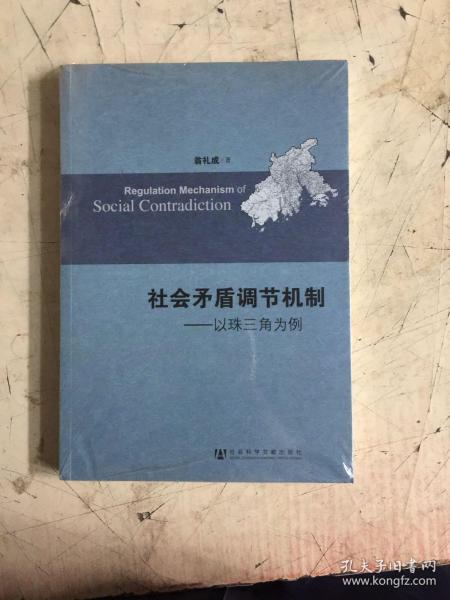 翁礼成 著
Regulation Mechanism of
Social Contradiction
社会矛盾调节机制
——以珠三角为例
社会科学文献出版社
孔夫子旧书网
www.kongfz.com